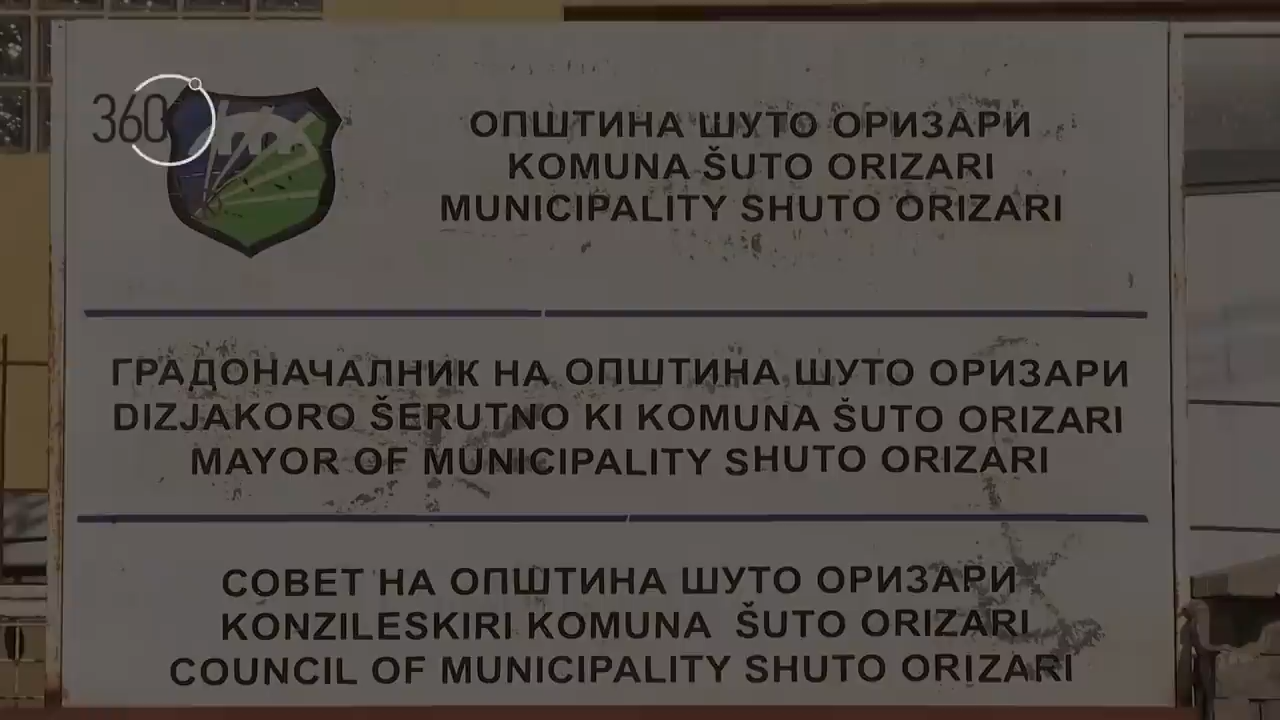 360
ОПШТИНА ШУТО ОРИЗАРИ
KOMUNA ŠUTO ORIZARI
MUNICIPALITY SHUTO ORIZARI
ГРАДОНАЧАЛНИК НА ОПШТИНА ШУТО ОРИЗАРИ
DIZJAKORO ŠERUTNO KI KOMUNA ŠUTO ORIZARI
MAYOR OF MUNICIPALITY SHUTO ORIZARI
СОВЕТ НА ОПШТИНА ШУТО ОРИЗАРИ
KONZILESKIRI KOMUNA ŠUTO ORIZARI
COUNCIL OF MUNICIPALITY SHUTO ORIZARI